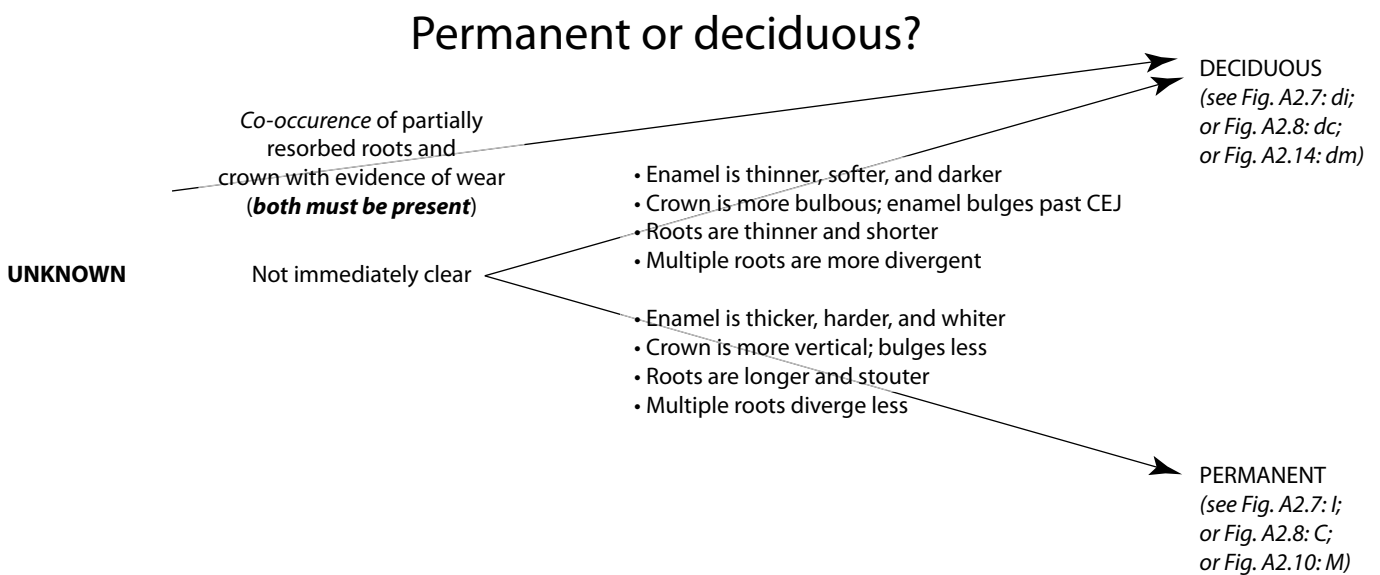 Permanent or deciduous?
DECIDUOUS
(see Fig. A2.7: di;
or Fig. A2.8: dc;
or Fig. A2.14: dm)
Co-occurence of partially
resorbed roots and
crown with evidence of wear
(both must be present)
• Enamel is thinner, softer, and darker
• Crown is more bulbous; enamel bulges past CEJ
• Roots are thinner and shorter
• Multiple roots are more divergent
UNKNOWN
Not immediately clear
• Enamel is thicker, harder, and whiter
• Crown is more vertical; bulges less
• Roots are longer and stouter
• Multiple roots diverge less
PERMANENT
(see Fig. A2.7: I;
or Fig. A2.8: C;
or Fig. A2.10: M)